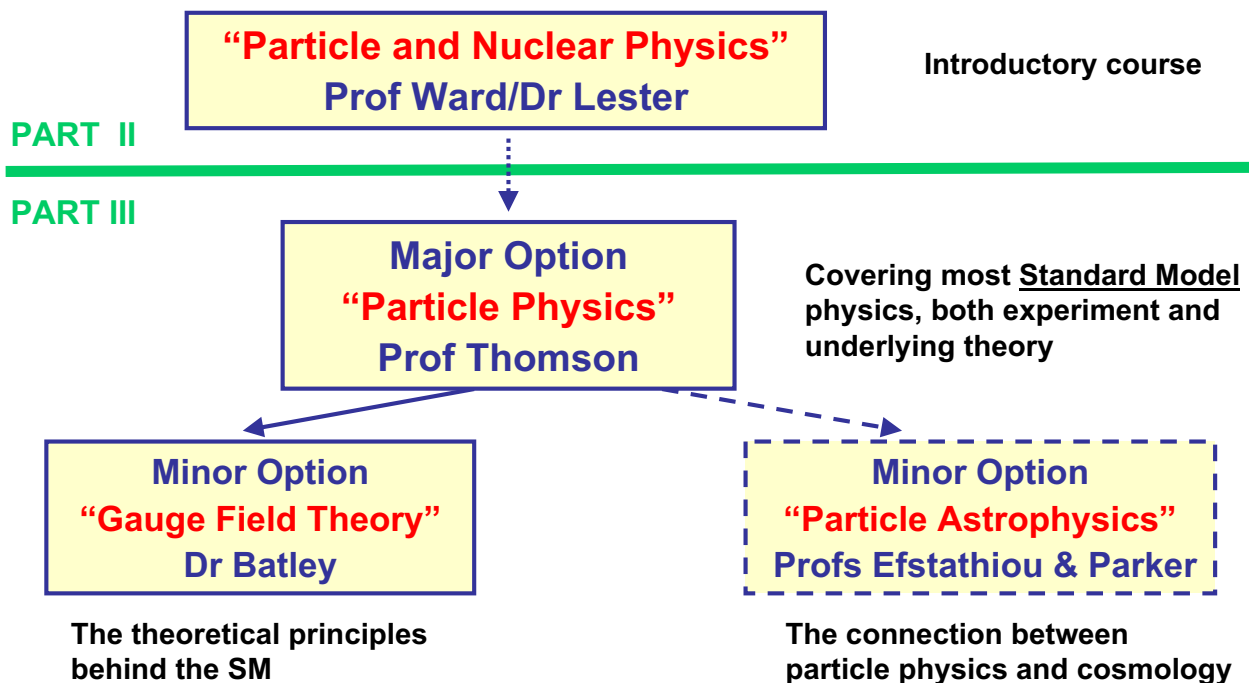 “Particle and Nuclear Physics”
Prof Ward/Dr Lester
Introductory course
PART II
PART III
Major Option
“Particle Physics”
Prof Thomson
Covering most Standard Model
physics, both experiment and
underlying theory
Minor Option
“Gauge Field Theory”
Dr Batley
Minor Option
“Particle Astrophysics”
Profs Efstathiou & Parker
The theoretical principles
behind the SM
The connection between
particle physics and cosmology